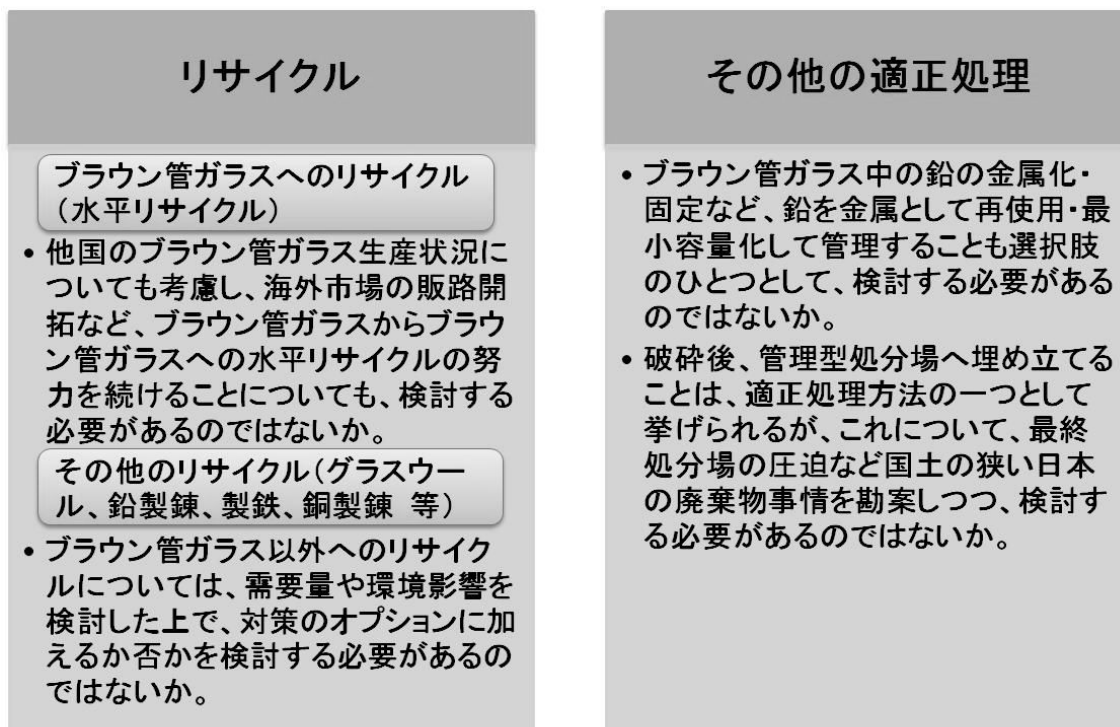 リサイクル
ブラウン管ガラスへのリサイクル
(水平リサイクル)
• 他国のブラウン管ガラス生産状況に
ついても考慮し、海外市場の販路開
拓など、ブラウン管ガラスからブラウ
ン管ガラスへの水平リサイクルの努
力を続けることについても、検討する
必要があるのではないか。
その他のリサイクル(グラスウー
ル、鉛製錬、製鉄、銅製錬 等)
• ブラウン管ガラス以外へのリサイク
ルについては、需要量や環境影響を
検討した上で、対策のオプションに加
えるか否かを検討する必要があるの
ではないか。
その他の適正処理
• ブラウン管ガラス中の鉛の金属化・
固定など、鉛を金属として再使用・最
小容量化して管理することも選択肢
のひとつとして、検討する必要がある
のではないか。
• 破砕後、管理型処分場へ埋め立てる
ことは、適正処理方法の一つとして
挙げられるが、これについて、最終
処分場の圧迫など国土の狭い日本
の廃棄物事情を勘案しつつ、検討す
る必要があるのではないか。